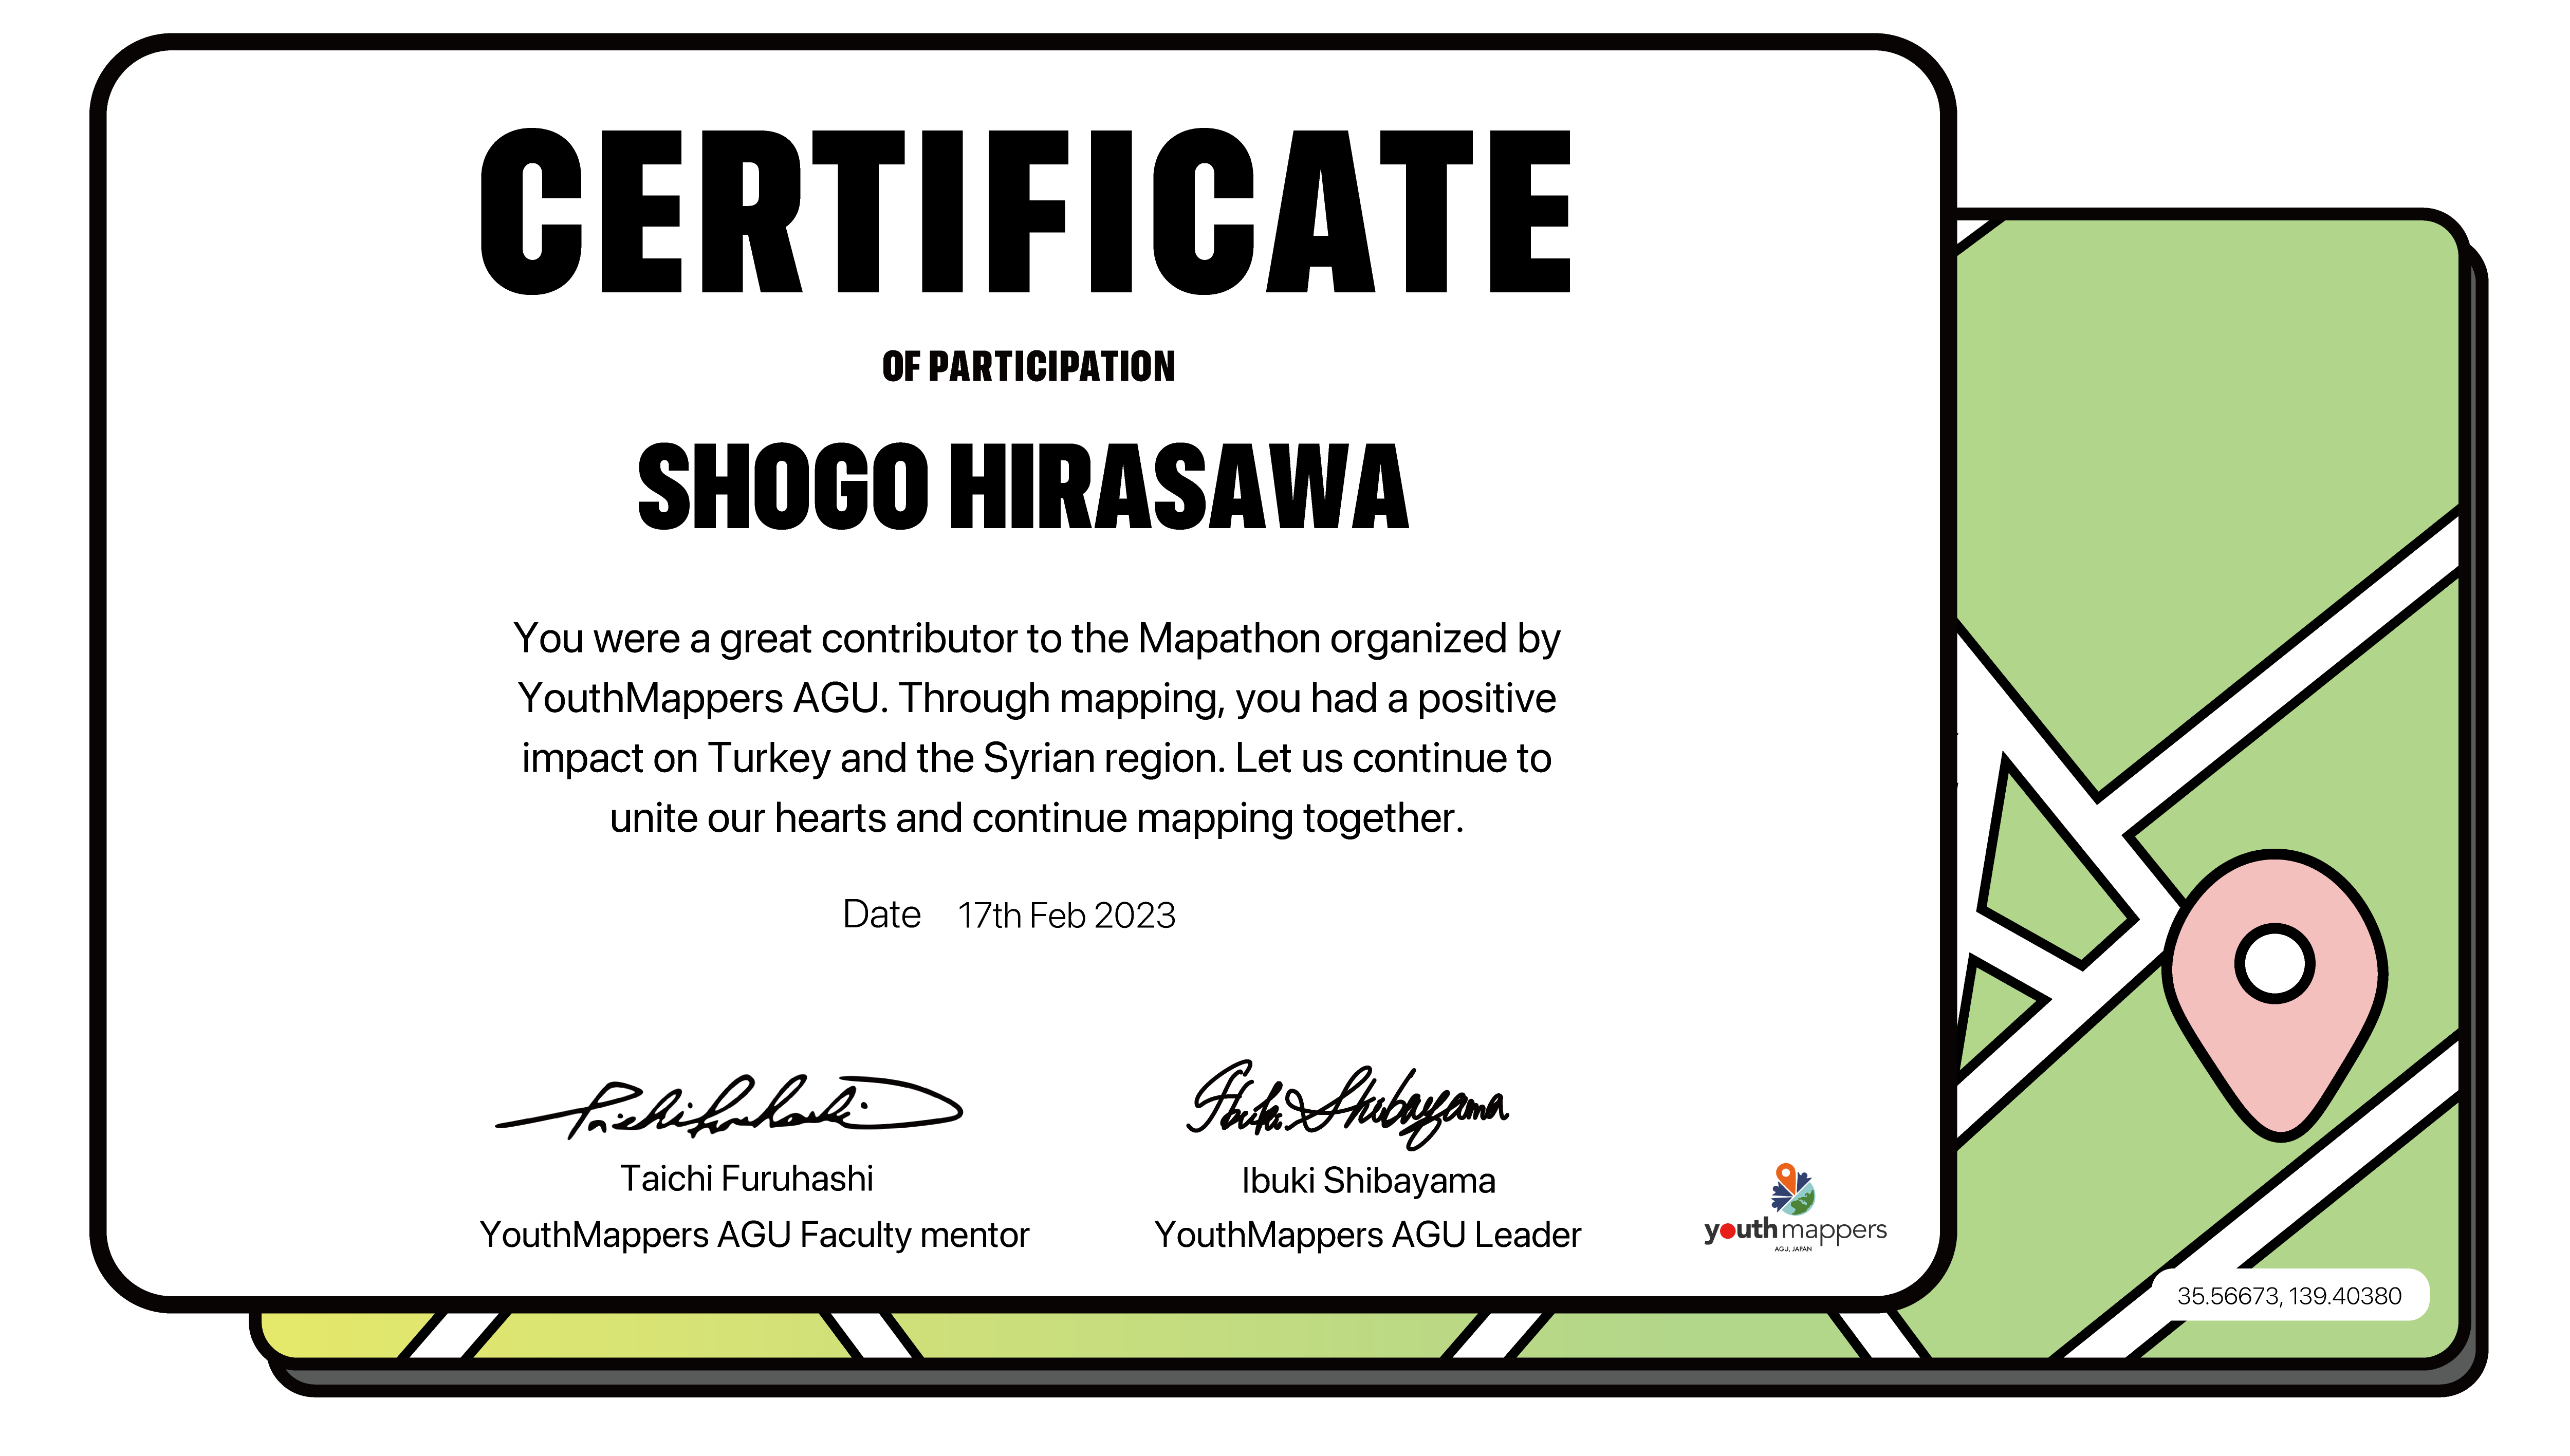 CERTIFICATE
OF PARTICIPATION
SHOGO HIRASAWA
You were a great contributor to the Mapathon organized by
YouthMappers AGU. Through mapping, you had a positive
impact on Turkey and the Syrian region. Let us continue to
unite our hearts and continue mapping together.
Date 17th Feb 2023
Taichi Furuhashi
Ibuka Shibayama
Taichi Furuhashi
YouthMappers AGU Faculty mentor
Ibuki Shibayama
YouthMappers AGU Leader
youthmappers
AGU, JAPAN
35.56673, 139.40380